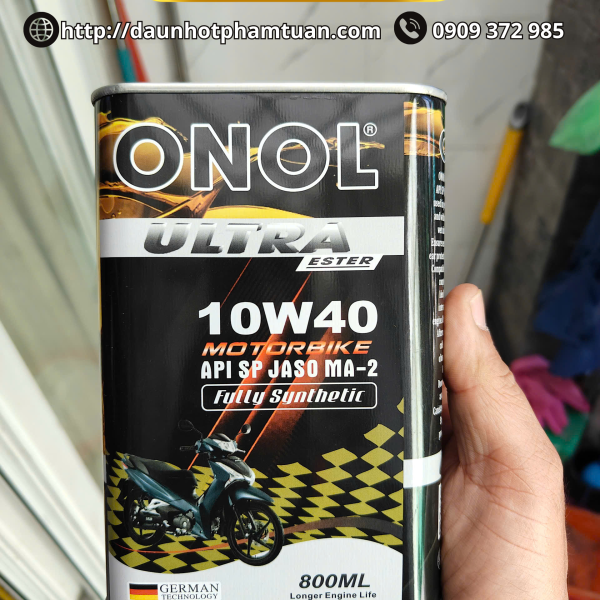 http://daunhotphamtuan.com/ 0909 372 985
ONOL®
ULTRA
ESTER
10W40
MOTORBIKE
API SP JASO MA-2
Fully Synthetic
GERMAN
TECHNOLOGY
800ML
Longer Engine Life